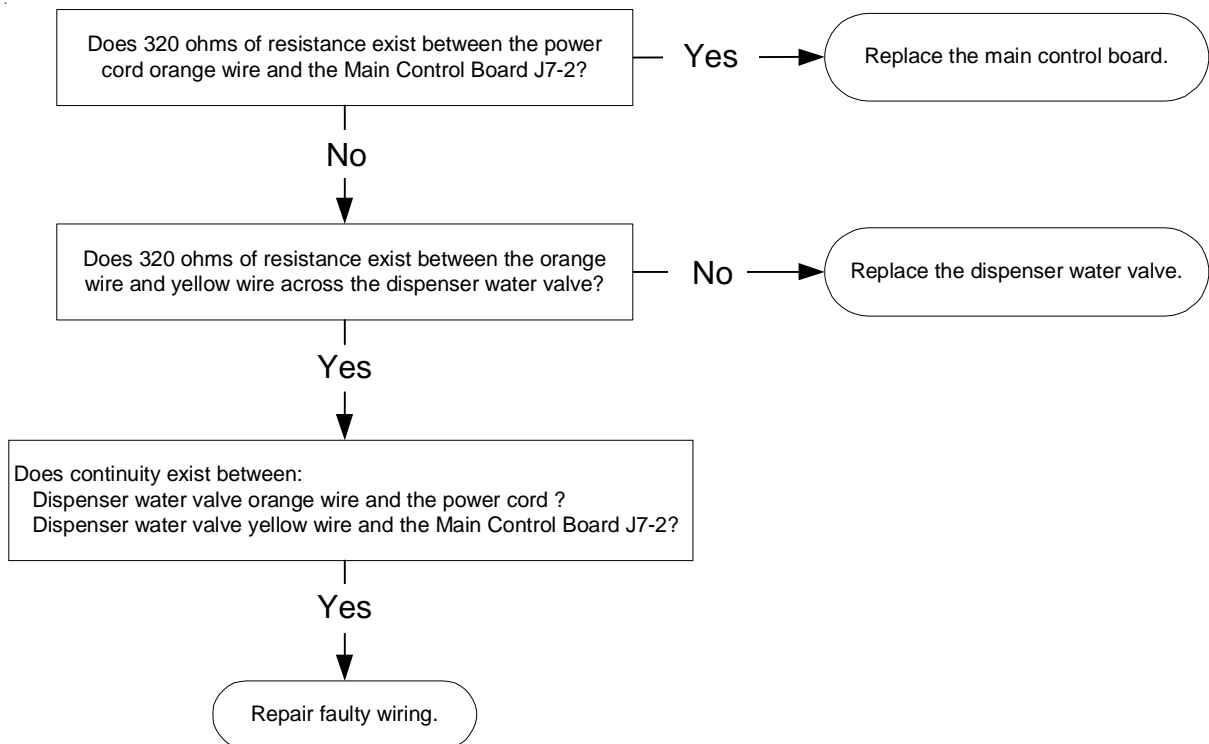 Does 320 ohms of resistance exist between the power
cord orange wire and the Main Control Board J7-2?
Yes
Replace the main control board.
No
Does 320 ohms of resistance exist between the orange
wire and yellow wire across the dispenser water valve?
No
Replace the dispenser water valve.
Yes
Does continuity exist between:
Dispenser water valve orange wire and the power cord ?
Dispenser water valve yellow wire and the Main Control Board J7-2?
Yes
Repair faulty wiring.